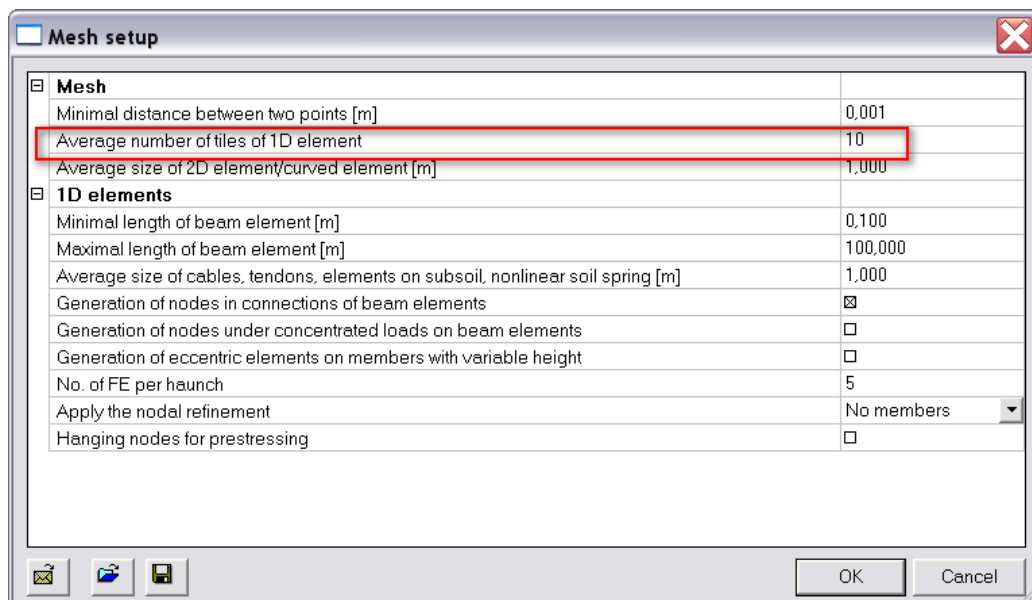 Mesh setup
Mesh
Minimal distance between two points [m] 0,001
Average number of tiles of 1D element 10
Average size of 2D element/curved element [m] 1,000
1D elements
Minimal length of beam element [m] 0,100
Maximal length of beam element [m] 100,000
Average size of cables, tendons, elements on subsoil, nonlinear soil spring [m] 1,000
Generation of nodes in connections of beam elements
Generation of nodes under concentrated loads on beam elements
Generation of eccentric elements on members with variable height
No. of FE per haunch 5
Apply the nodal refinement No members
Hanging nodes for prestressing
OK Cancel